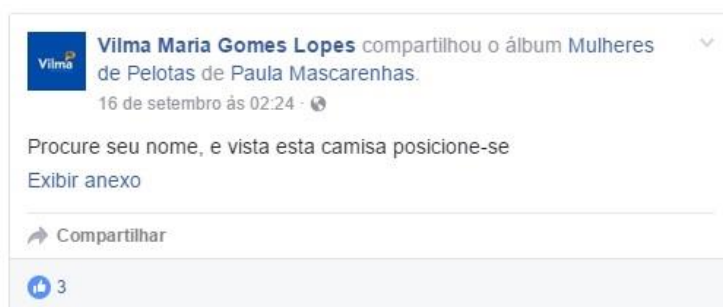 Vilma
Vilma Maria Gomes Lopes compartilhou o álbum Mulheres
de Pelotas de Paula Mascarenhas.
16 de setembro ás 02:24 ·
Procure seu nome, e vista esta camisa posicione-se
Exibir anexo
Compartilhar
3